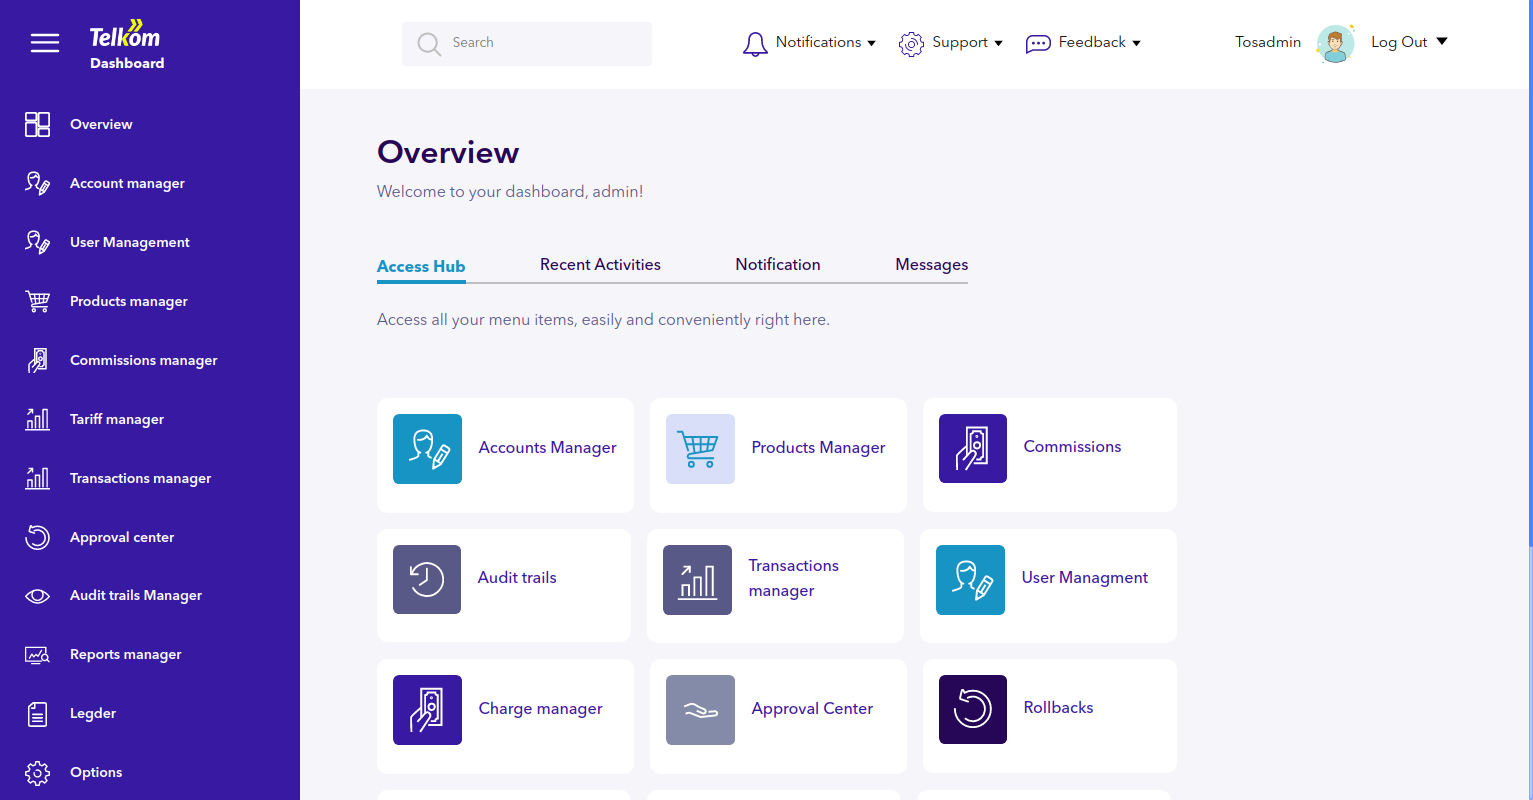 Telkom
Dashboard
Overview
Account manager
User Management
Products manager
Commissions manager
Tariff manager
Transactions manager
Approval center
Audit trails Manager
Reports manager
Legder
Options
Search
Notifications
Support
Feedback
Tosadmin
Log Out
Overview
Welcome to your dashboard, admin!
Access Hub
Recent Activities
Notification
Messages
Access all your menu items, easily and conveniently right here.
Accounts Manager
Products Manager
Commissions
Audit trails
Transactions
manager
User Managment
Charge manager
Approval Center
Rollbacks